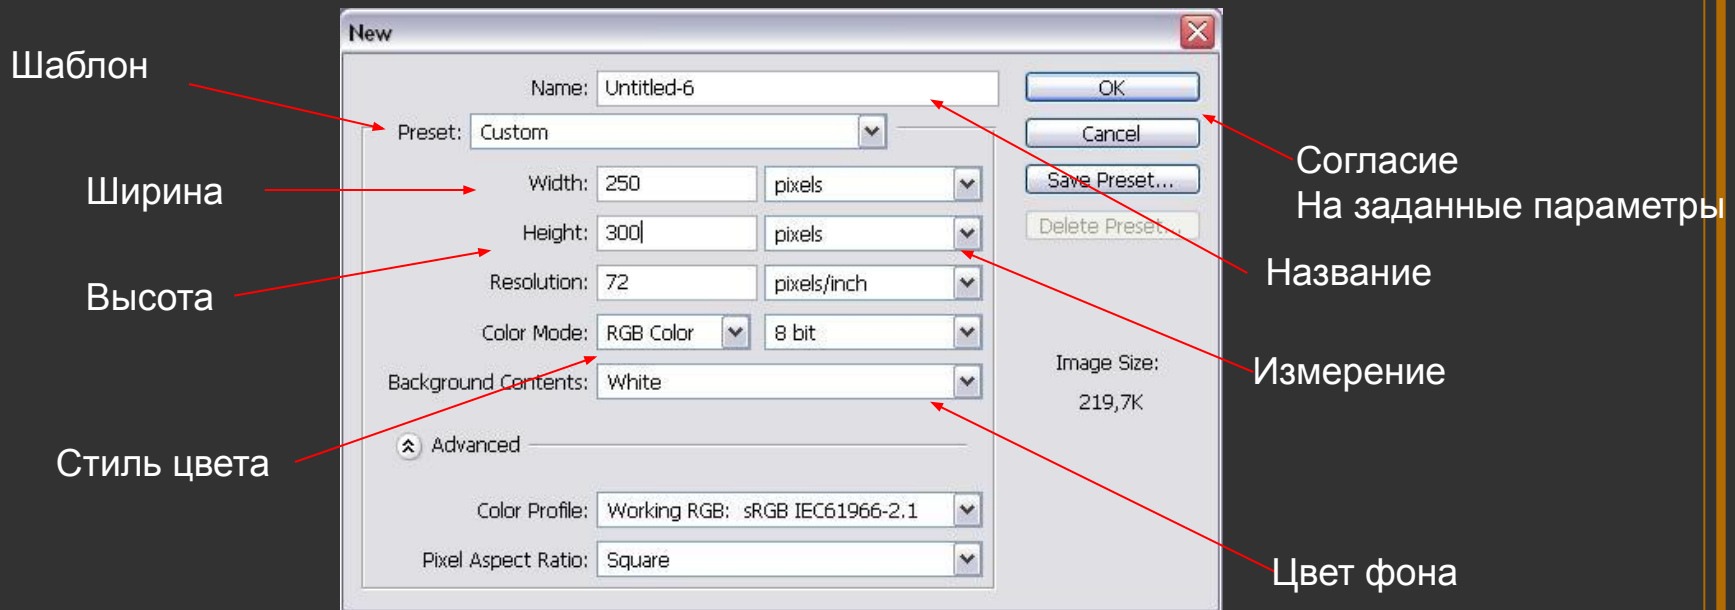 New
Шаблон
Name: Untitled-6
OK
Preset: Custom
Cancel
Согласие
На заданные параметры
Ширина
Width: 250 pixels
Save Preset...
Height: 300 pixels
Delete Preset...
Название
Высота
Resolution: 72 pixels/inch
Color Mode: RGB Color 8 bit
Image Size:
219,7K
Измерение
Background Contents: White
Стиль цвета
Advanced
Color Profile: Working RGB: sRGB IEC61966-2.1
Pixel Aspect Ratio: Square
Цвет фона